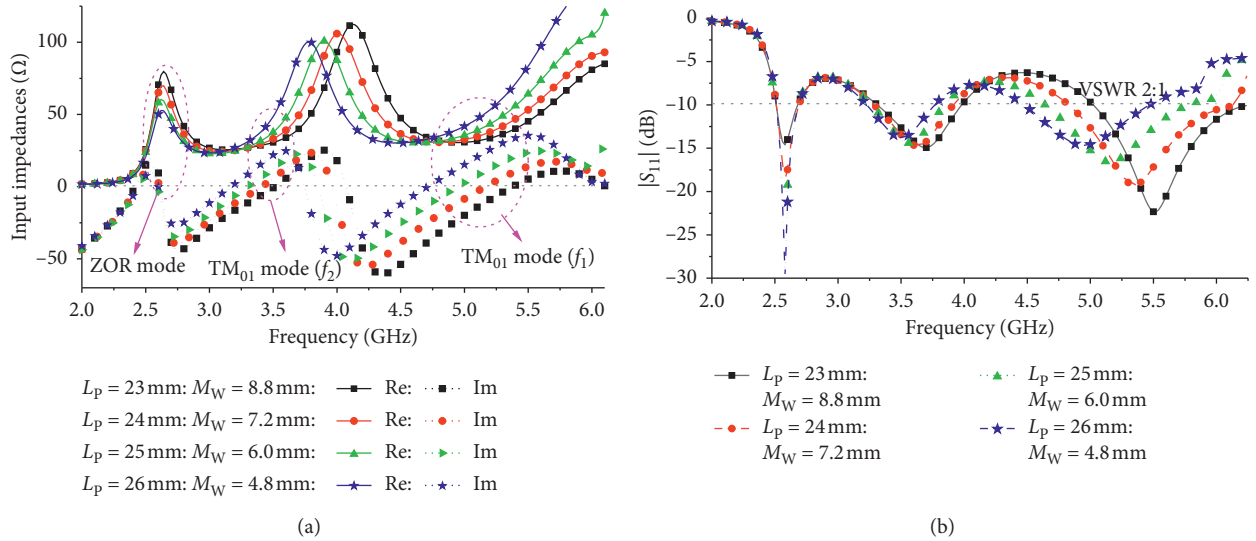 100
50
0
−50
Input impedances (Ω)
ZOR mode
TM01 mode (f2)
TM01 mode (f1)
2.0 2.5 3.0 3.5 4.0 4.5 5.0 5.5 6.0
Frequency (GHz)
LP = 23 mm: MW = 8.8 mm: Re: Im
LP = 24 mm: MW = 7.2 mm: Re: Im
LP = 25 mm: MW = 6.0 mm: Re: Im
LP = 26 mm: MW = 4.8 mm: Re: Im
(a)
0
−5
−10
−15
−20
−25
−30
|S11| (dB)
VSWR 2:1
2.0 2.5 3.0 3.5 4.0 4.5 5.0 5.5 6.0
Frequency (GHz)
LP = 23 mm:
MW = 8.8 mm
LP = 24 mm:
MW = 7.2 mm
LP = 25 mm:
MW = 6.0 mm
LP = 26 mm:
MW = 4.8 mm
(b)